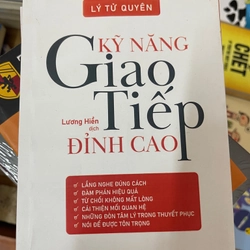 LÝ TỬ QUYÊN
KỸ NĂNG
Giao
Tiếp
Lương Hiền
dịch
ĐỈNH CAO
LẮNG NGHE ĐÚNG CÁCH
ĐÀM PHÁN HIỆU QUẢ
TỪ CHỐI KHÔNG MẤT LÒNG
CẢI THIỆN MỐI QUAN HỆ
NHỮNG ĐÒN TÂM LÝ TRONG THUYẾT PHỤC
NÓI ĐỂ ĐƯỢC TÔN TRỌNG